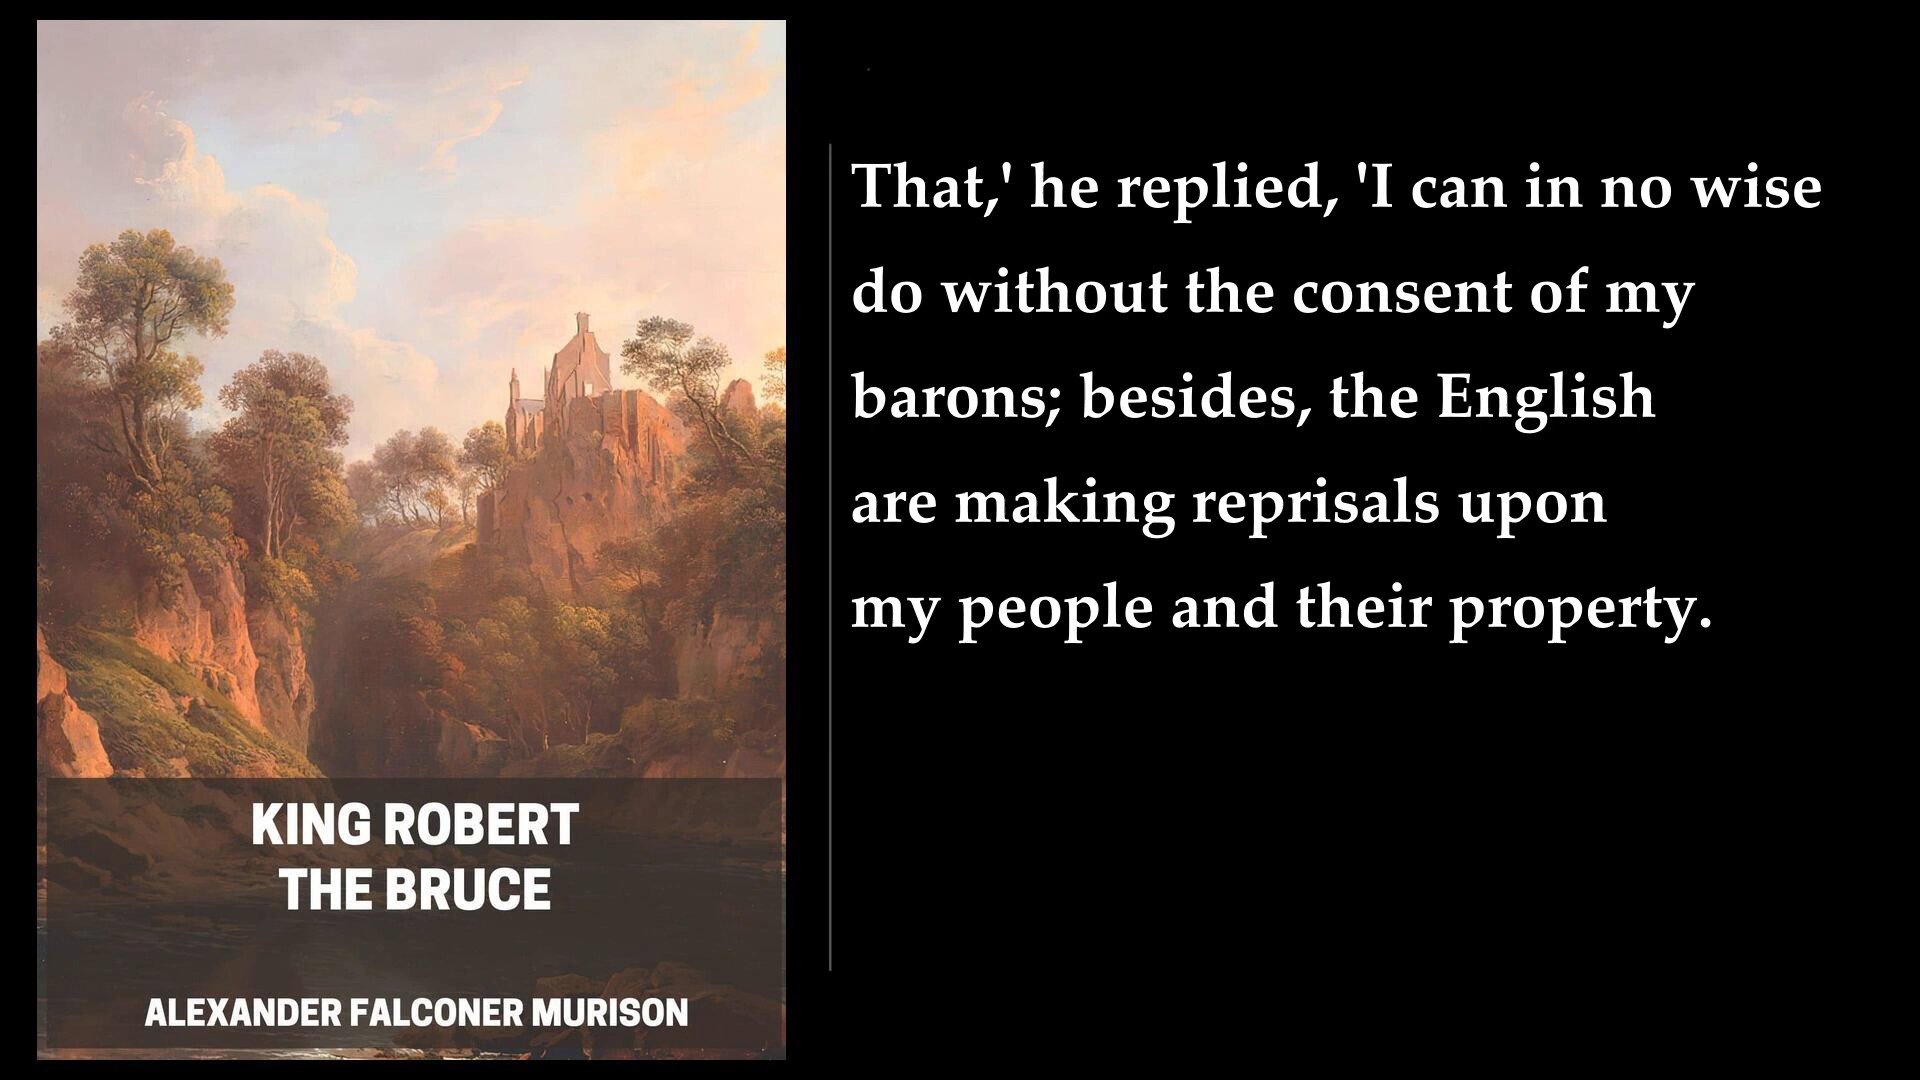 That,' he replied, 'I can in no wise
do without the consent of my
barons; besides, the English
are making reprisals upon
my people and their property.
KING ROBERT
THE BRUCE
ALEXANDER FALCONER MURISON